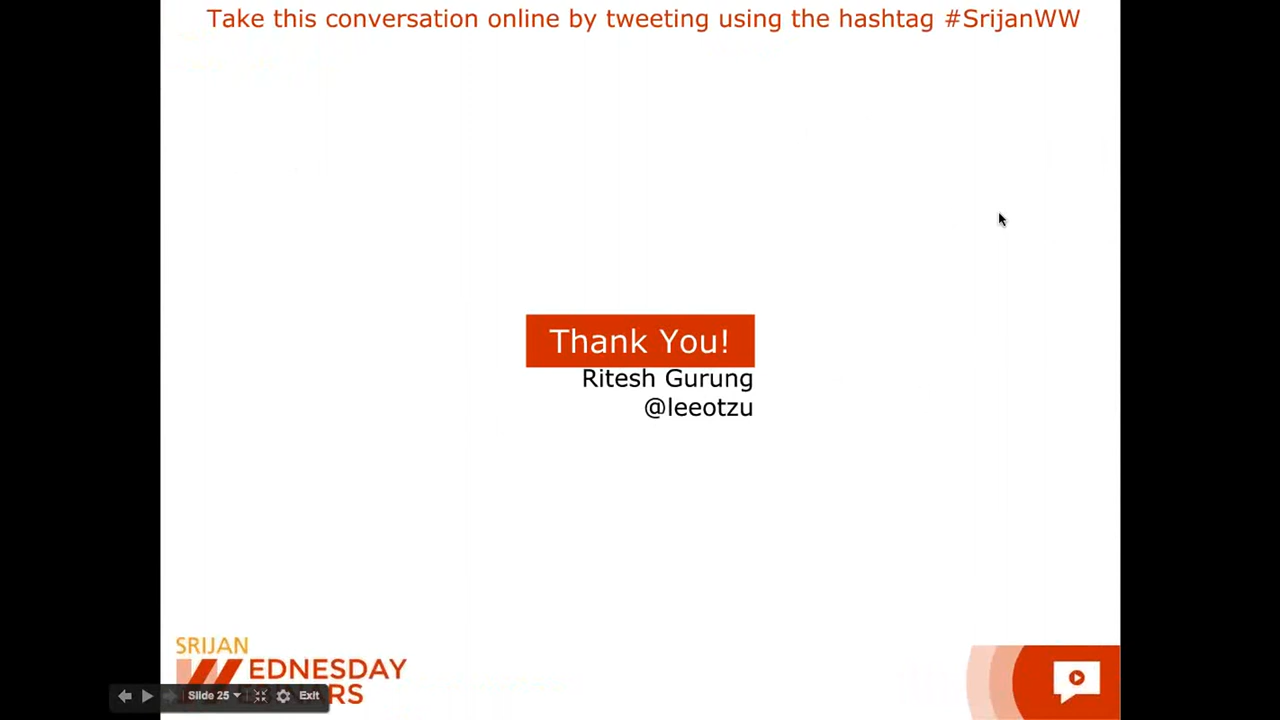 Take this conversation online by tweeting using the hashtag #SrijanWW
Thank You!
Ritesh Gurung
@leeotzu
SRIJAN
WEDNESDAY
Slide 25
Exit